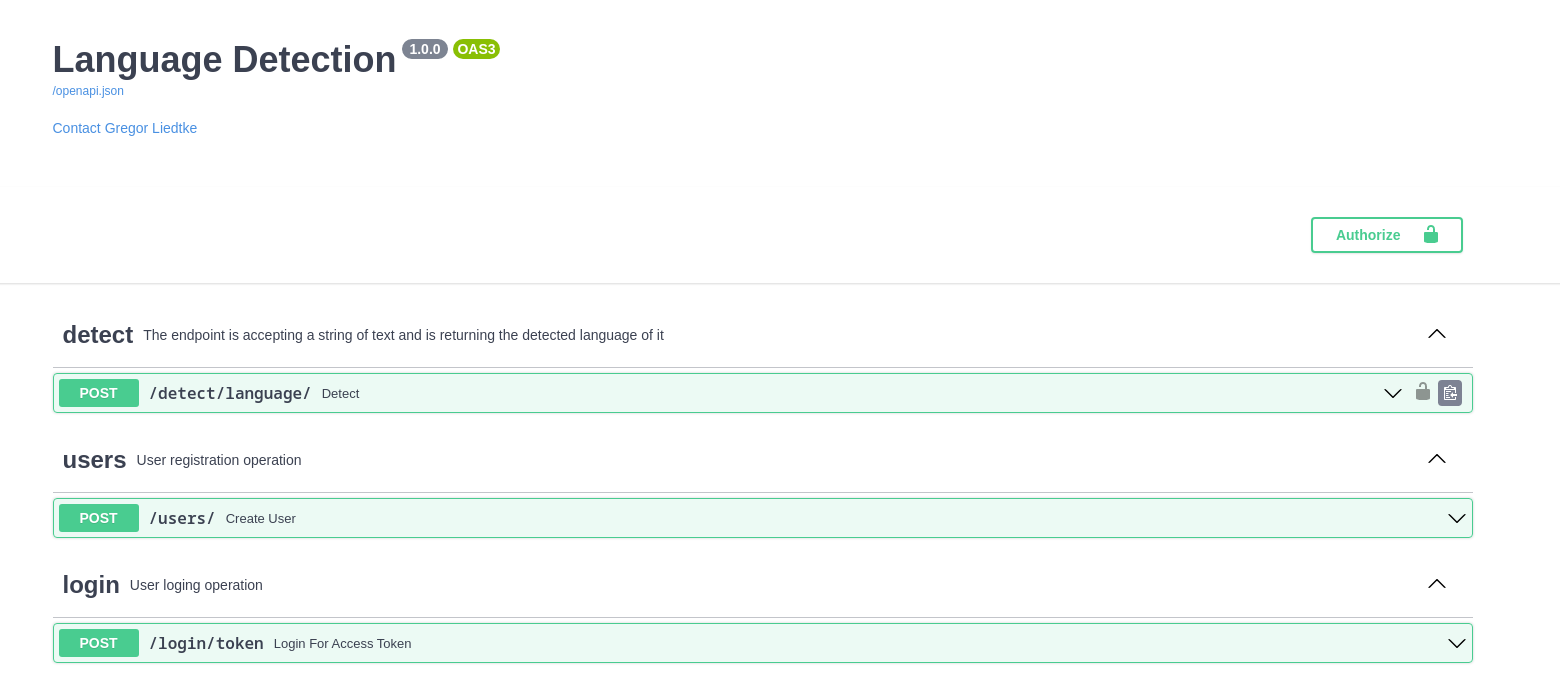 Language Detection 1.0.0 OAS3
/openapi.json
Contact Gregor Liedtke
Authorize
detect The endpoint is accepting a string of text and is returning the detected language of it
POST /detect/language/ Detect
users User registration operation
POST /users/ Create User
login User loging operation
POST /login/token Login For Access Token